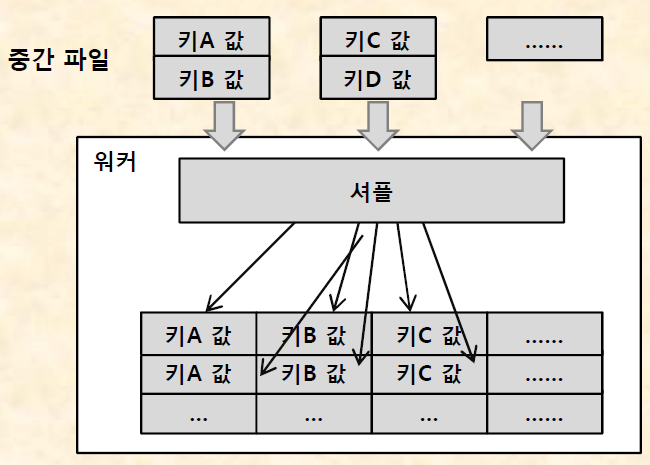 중간 파일
키A 값
키B 값
키C 값
키D 값
……
워커
셔플
키A 값 키B 값 키C 값 ……
키A 값 키B 값 키C 값 ……
… … … ……